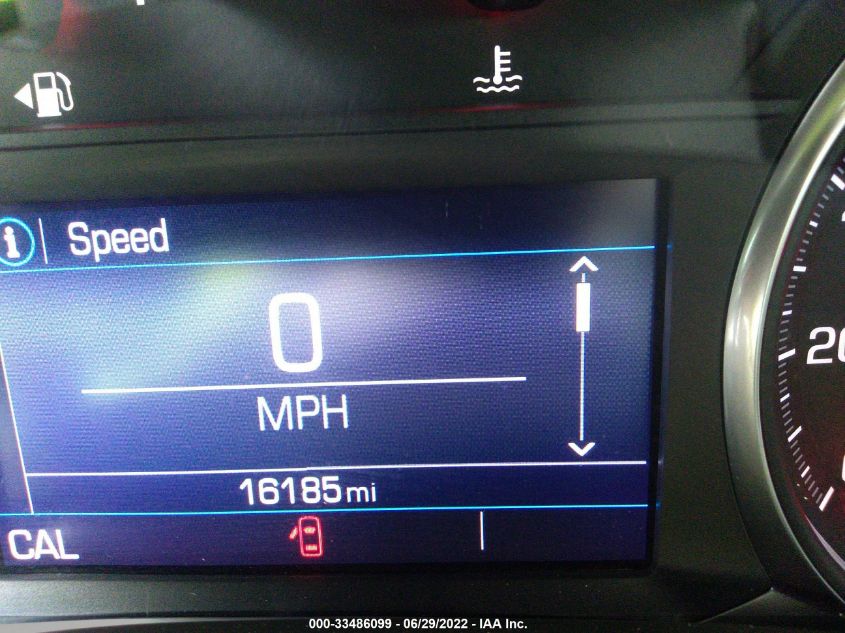 Speed
0
MPH
16185 mi
CAL
000-33486099 - 06/29/2022 - IAA Inc.